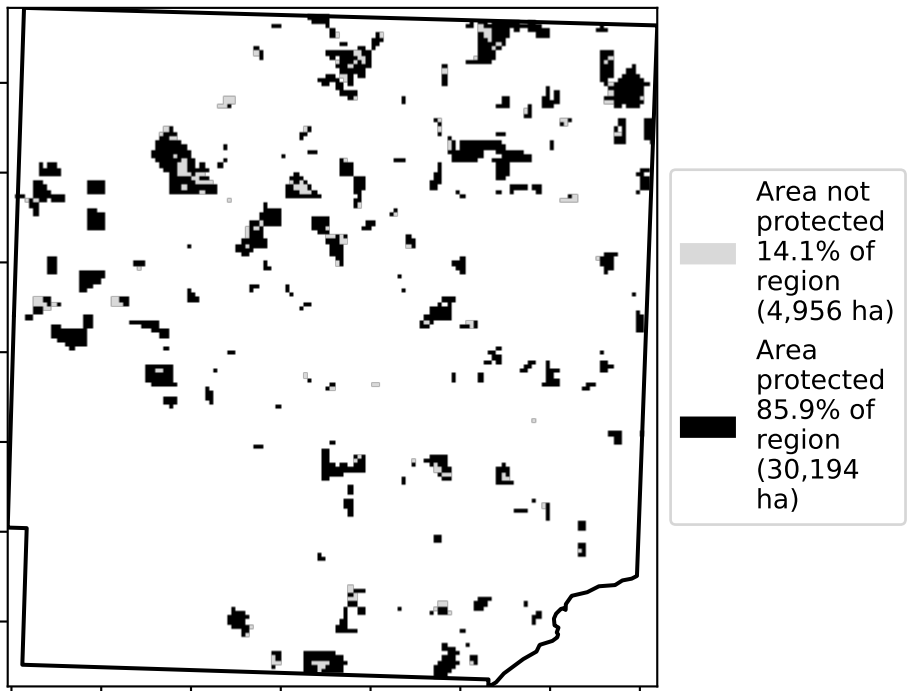 Area not
protected
14.1% of
region
(4,956 ha)
Area
protected
85.9% of
region
(30,194
ha)